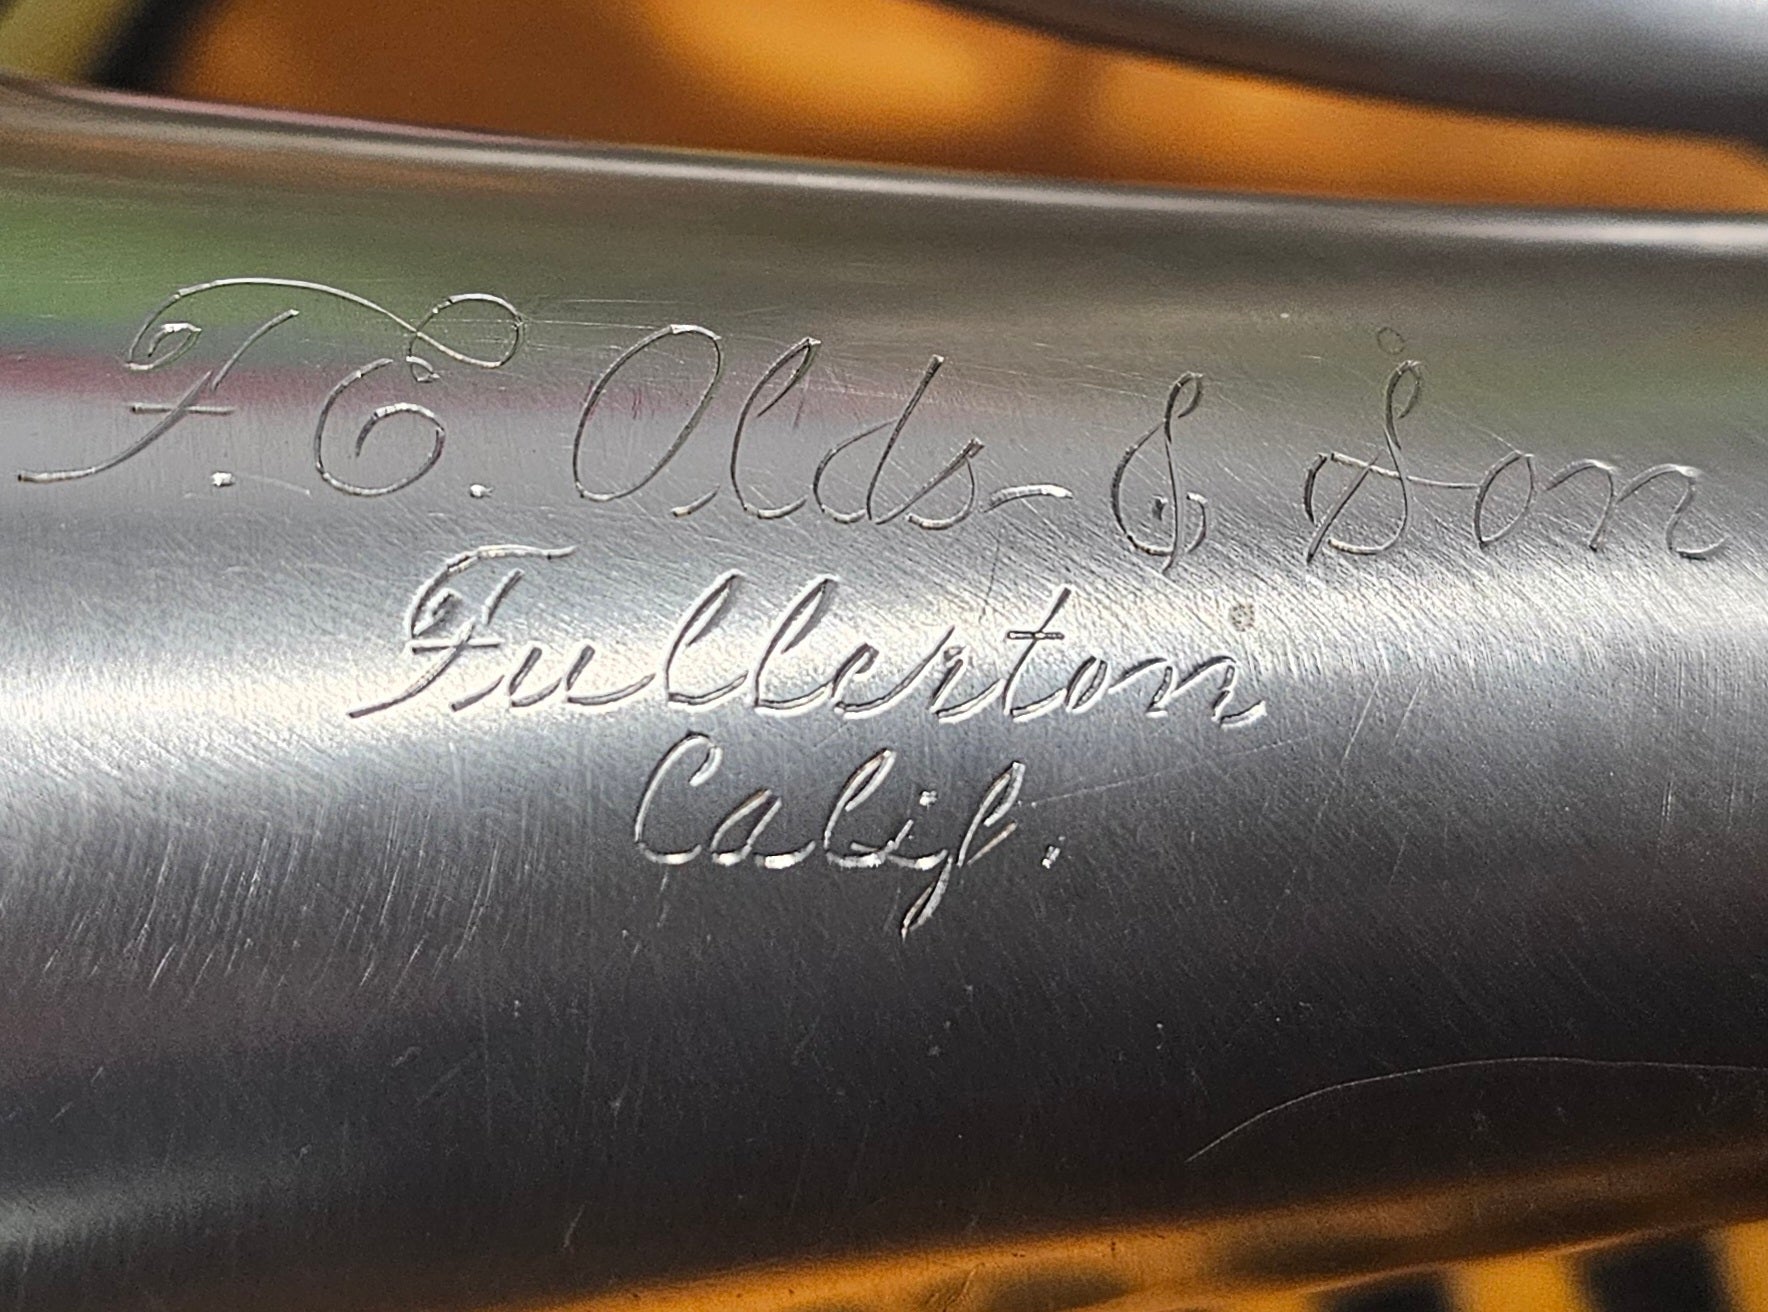 F. E. Olds & Son
Fullerton
Calif.